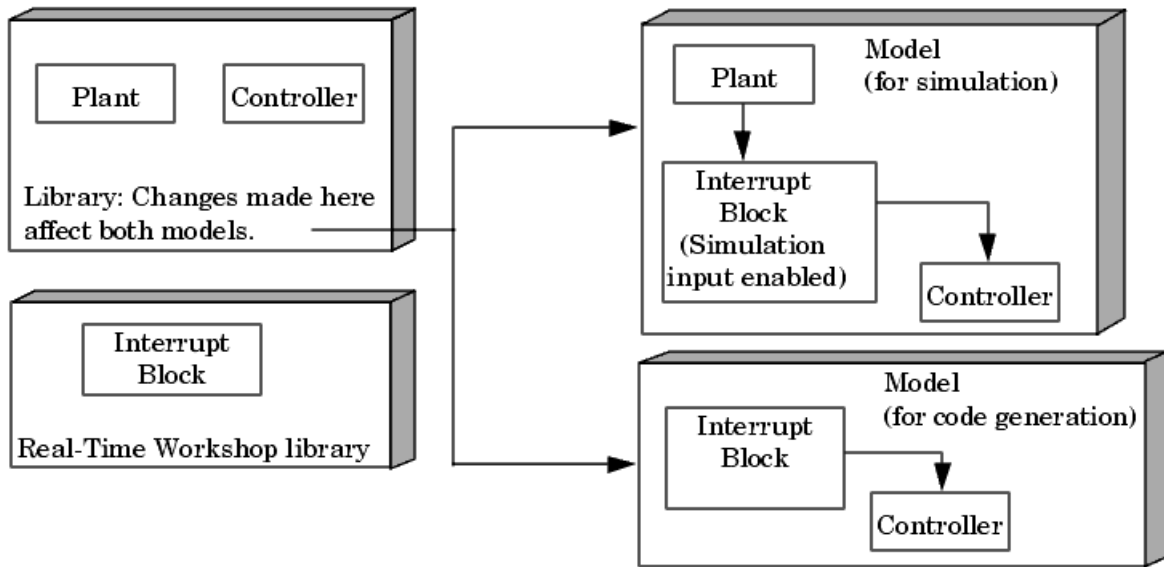 Plant
Controller
Library: Changes made here
affect both models.
Interrupt
Block
Real-Time Workshop library
Model
(for simulation)
Plant
Interrupt
Block
(Simulation
input enabled)
Controller
Model
(for code generation)
Interrupt
Block
Controller